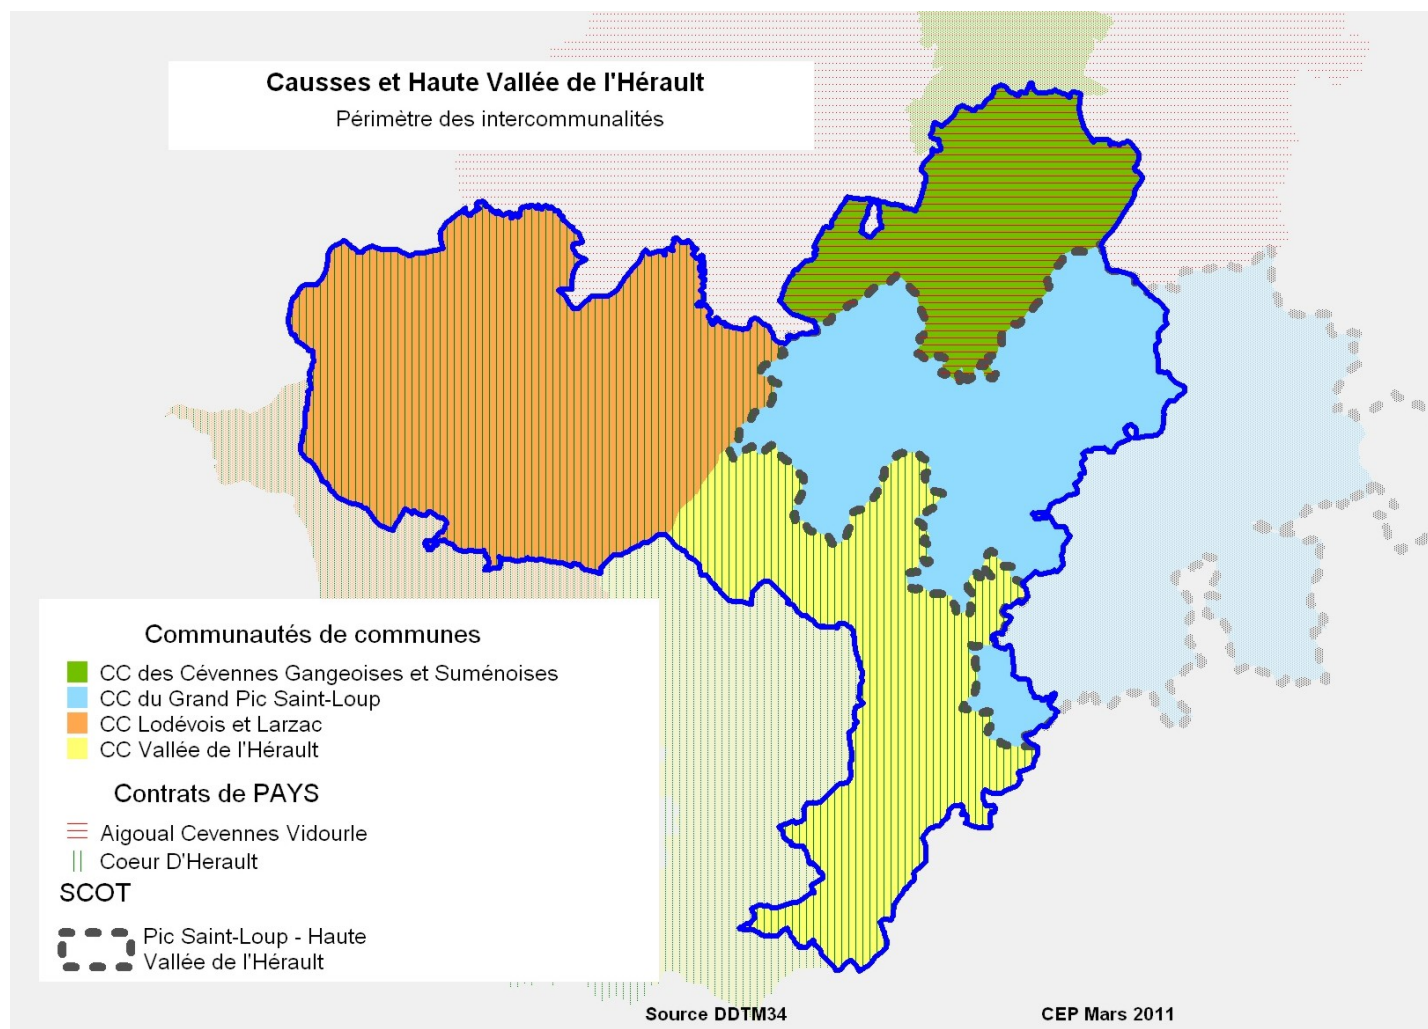 Causses et Haute Vallée de l'Hérault
Périmètre des intercommunalités
Communautés de communes
CC des Cévennes Gangeoises et Suménoises
CC du Grand Pic Saint-Loup
CC Lodévois et Larzac
CC Vallée de l'Hérault
Contrats de PAYS
Aigoual Cevennes Vidourle
Coeur D'Herault
SCOT
Pic Saint-Loup - Haute
Vallée de l'Hérault
Source DDTM34
CEP Mars 2011